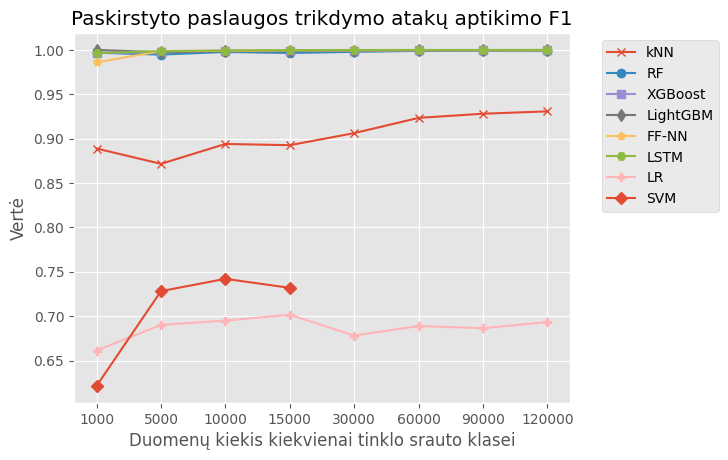 Paskirstyto paslaugos trikdymo atakų aptikimo F1
1.00
0.95
0.90
0.85
0.80
0.75
0.70
0.65
Vertė
1000 5000 10000 15000 30000 60000 90000 120000
Duomenų kiekis kiekvienai tinklo srauto klasei
kNN
RF
XGBoost
LightGBM
FF-NN
LSTM
LR
SVM